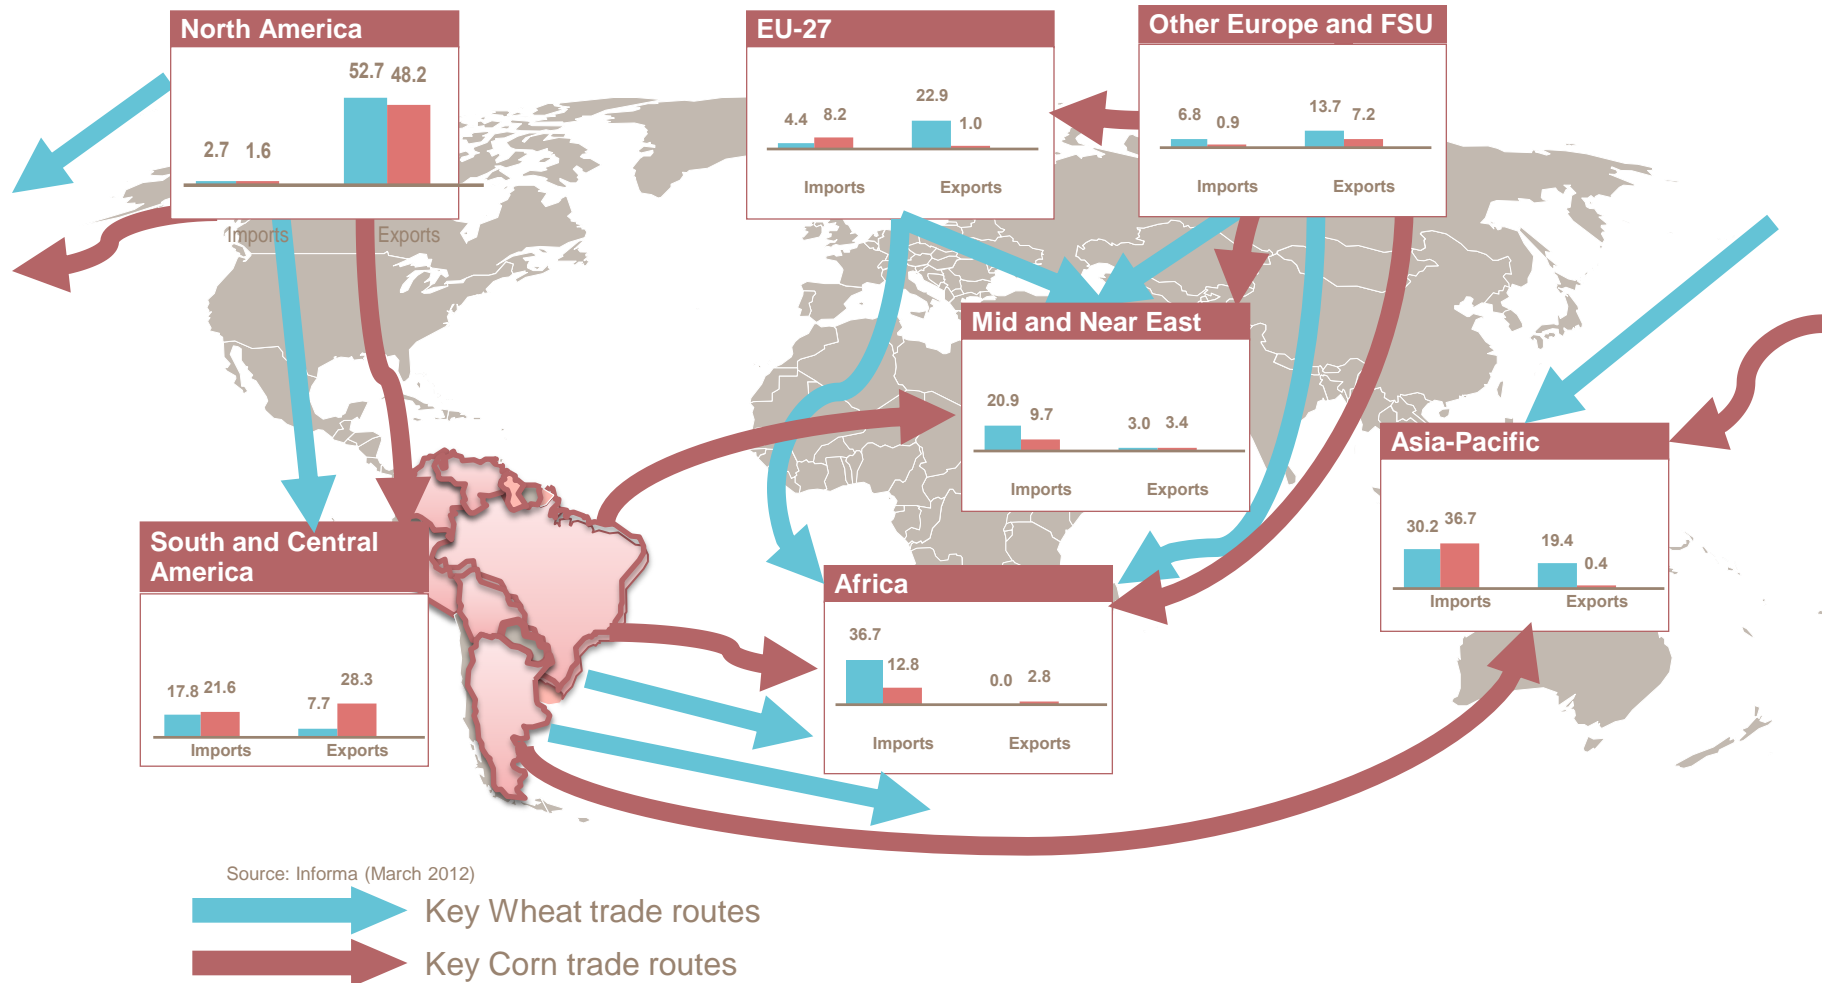 North America
52.7 48.2
2.7 1.6
Imports Exports
EU-27
4.4 8.2 22.9 1.0
Imports Exports
Other Europe and FSU
6.8 0.9 13.7 7.2
Imports Exports
Mid and Near East
20.9 9.7 3.0 3.4
Imports Exports
Asia-Pacific
30.2 36.7 19.4 0.4
Imports Exports
South and Central
America
17.8 21.6 7.7 28.3
Imports Exports
Africa
36.7 12.8 0.0 2.8
Imports Exports
Source: Informa (March 2012)
Key Wheat trade routes
Key Corn trade routes